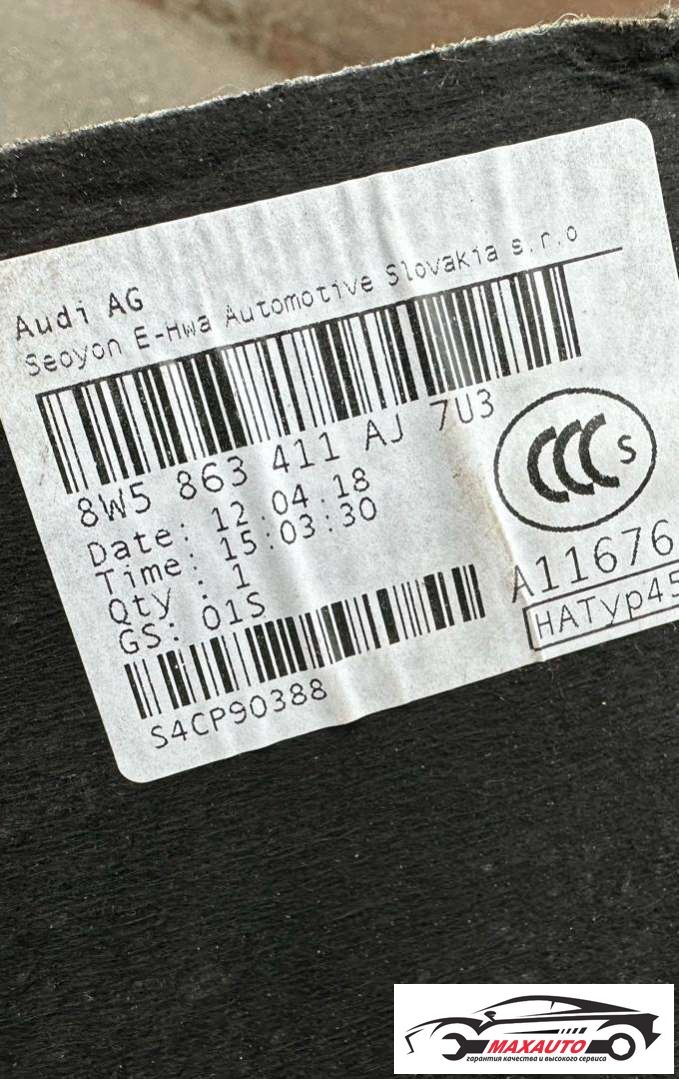 Audi AG
Seoyon E-Hwa Automotive Slovakia s.r.o
8W5 863 411 AJ 7U3
Date: 12.04.18
Time: 15:03:30
Qty : 1
GS: 01S
S4CP90388
CCC S
A11676
HATyp45
MAXAUTO
гарантия качества и высокого сервиса